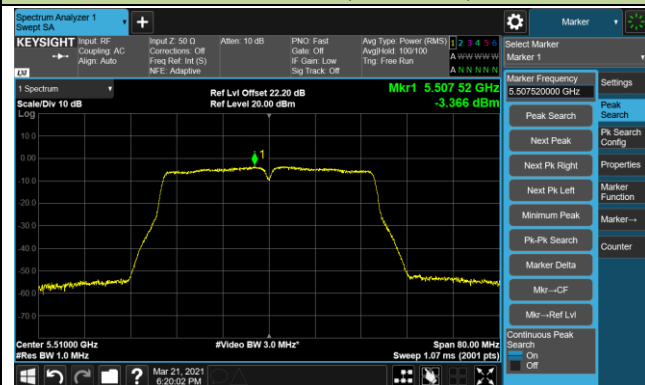 Spectrum Analyzer 1
Swept SA
Marker
KEYSIGHT
Input: RF
Coupling: AC
Align: Auto
Input Z: 50 Ω
Corrections: Off
Freq Ref: Int (S)
NFE: Adaptive
Atten: 10 dB
PNO: Fast
Gate: Off
IF Gain: Low
Sig Track: Off
Avg Type: Power (RMS)
Avg|Hold: 100/100
Trig: Free Run
1 2 3 4 5 6
A W W W W W
A N N N N N
LXI
Select Marker
Marker 1
1 Spectrum
Scale/Div 10 dB
Log
Ref Lvl Offset 22.20 dB
Ref Level 20.00 dBm
Mkr1 5.507 52 GHz
-3.366 dBm
10.0
0.00
-10.0
-20.0
-30.0
-40.0
-50.0
-60.0
-70.0
1
Center 5.51000 GHz
#Res BW 1.0 MHz
#Video BW 3.0 MHz*
Span 80.00 MHz
Sweep 1.07 ms (2001 pts)
Marker Frequency
5.507520000 GHz
Peak Search
Next Peak
Next Pk Right
Next Pk Left
Minimum Peak
Pk-Pk Search
Marker Delta
Mkr→CF
Mkr→Ref Lvl
Continuous Peak
Search
On
Off
Settings
Peak
Search
Pk Search
Config
Properties
Marker
Function
Marker→
Counter
Mar 21, 2021
6:20:02 PM